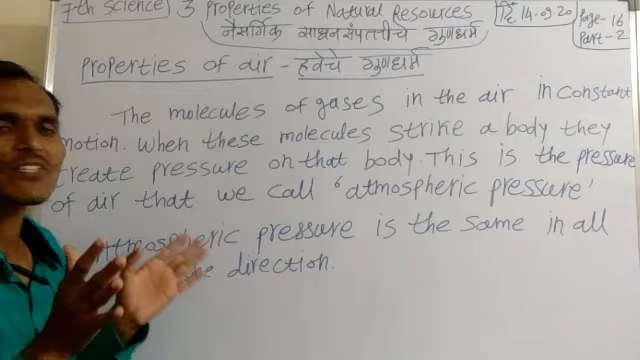 7th Science 3 Properties of Natural Resources दि. 14.09.20
नैसर्गिक साधनसंपत्तीचे गुणधर्म Page-16
Part-2
Properties of air - हवेचे गुणधर्म
The molecules of gases in the air in constant
motion. When these molecules strike a body they
create pressure on that body. This is the pressure
of air that we call 'atmospheric pressure'
Atmospheric pressure is the same in all
direction.